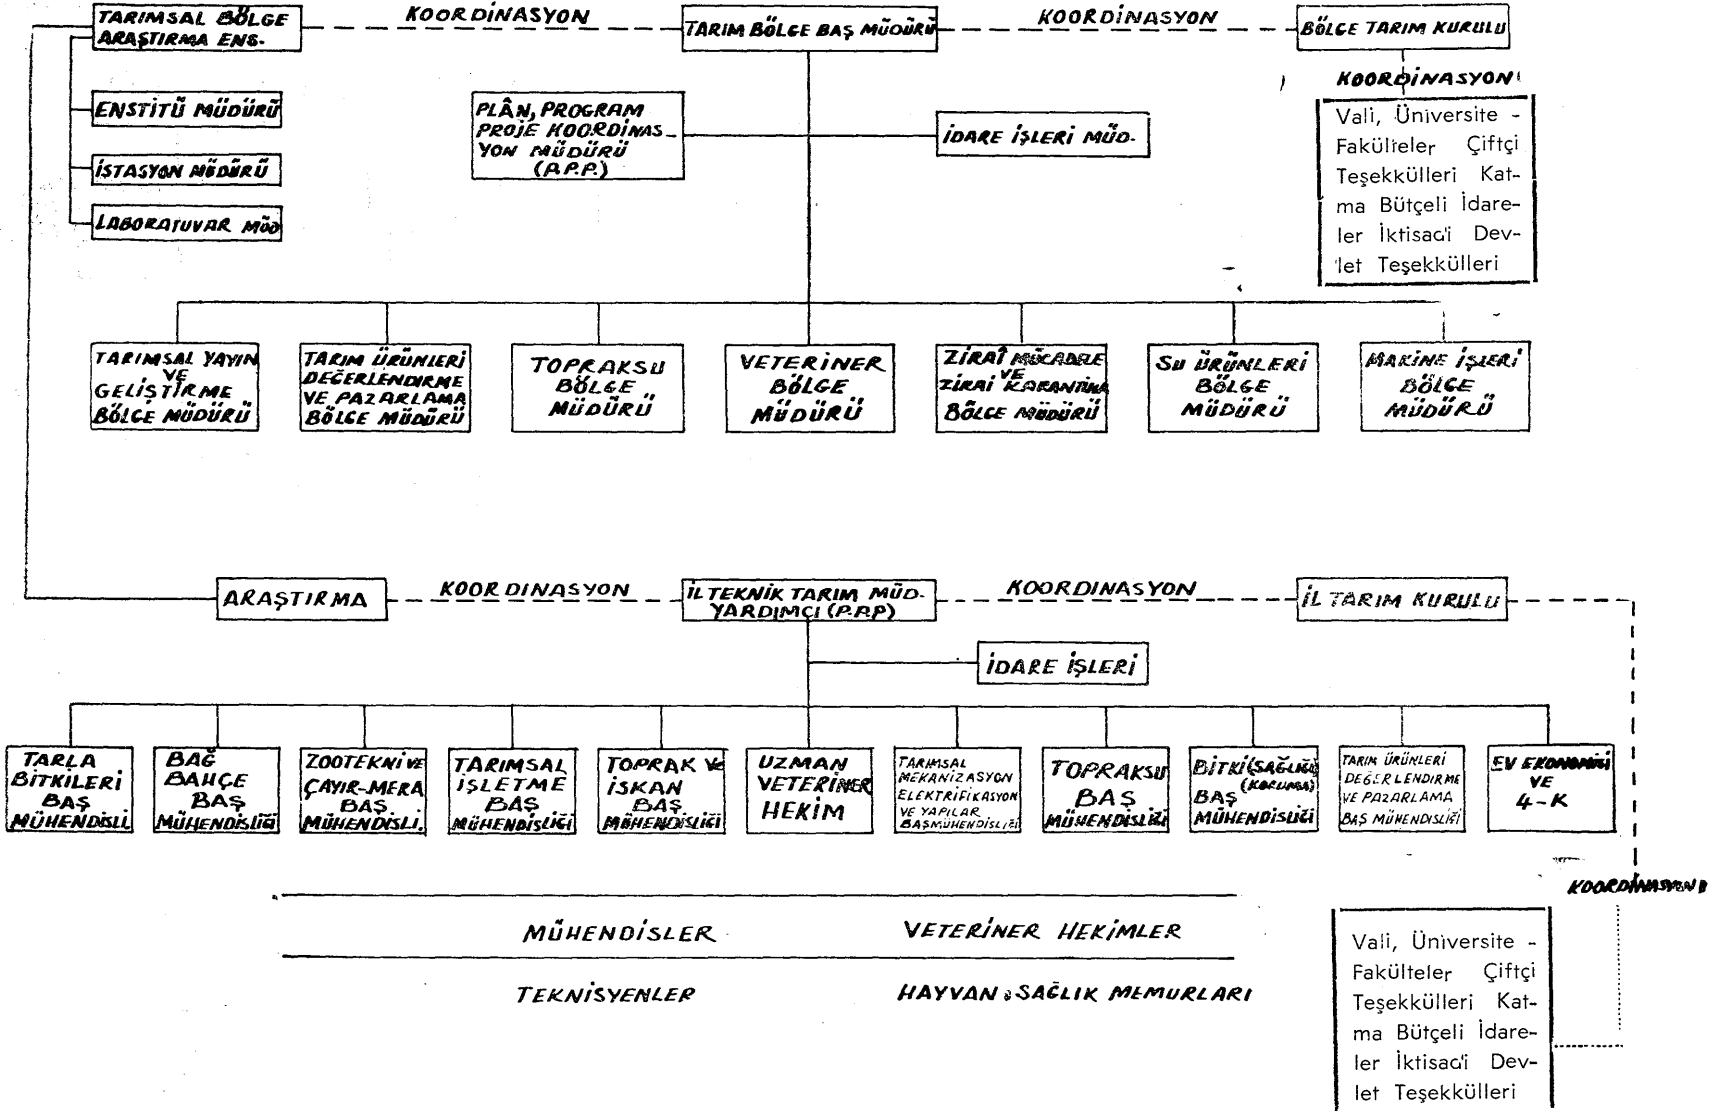 TARIMSAL BÖLGE
ARAŞTIRMA ENS.
KOORDİNASYON
TARIM BÖLGE BAŞ MÜDÜRÜ
KOORDİNASYON
BÖLGE TARIM KURULU
KOORDİNASYON
ENSTİTÜ MÜDÜRÜ
İSTASYON MÜDÜRÜ
LABORATUVAR MÜD
PLÂN, PROGRAM
PROJE KOORDİNAS_
YON MÜDÜRÜ
(A.P.P.)
İDARE İŞLERİ MÜD.
Vali, Üniversite -
Fakülteler Çiftçi
Teşekkülleri Kat-
ma Bütçeli İdare-
ler İktisadi Dev-
let Teşekkülleri
TARIMSAL YAYIN
VE
GELİŞTİRME
BÖLGE MÜDÜRÜ
TARIM ÜRÜNLERİ
DEĞERLENDİRME
VE PAZARLAMA
BÖLGE MÜDÜRÜ
TOPRAKSU
BÖLGE
MÜDÜRÜ
VETERİNER
BÖLGE
MÜDÜRÜ
ZİRAÎ MÜCADELE
VE
ZİRAİ KARANTİNA
BÖLGE MÜDÜRÜ
SU ÜRÜNLERİ
BÖLGE
MÜDÜRÜ
MAKİNE İŞLERİ
BÖLGE
MÜDÜRÜ
ARAŞTIRMA
KOORDINASYON
İL TEKNİK TARIM MÜD.
YARDIMÇI (P.P.P)
KOORDINASYON
İL TARIM KURULU
İDARE İŞLERİ
TARLA
BİTKİLERİ
BAŞ
MÜHENDİSLİ
BAĞ
BAHÇE
BAŞ
MÜHENDİSLİĞİ
ZOOTEKNİ VE
ÇAYIR-MERA
BAŞ
MÜHENDİSLİ.
TARIMSAL
İŞLETME
BAŞ
MÜHENDİSLİĞİ
TOPRAK VE
İSKAN
BAŞ
MÜHENDİSLİĞİ
UZMAN
VETERİNER
HEKİM
TARIMSAL
MEKANİZASYON
ELEKTRİFİKASYON
VE YAPILAR
BAŞMÜHENDİSLİĞİ
TOPRAKSU
BAŞ
MÜHENDİSLİĞİ
BİTKİ (SAĞLIĞI)
BAŞ (KORUMA)
MÜHENDİSLİĞİ
TARIM ÜRÜNLERİ
DEĞERLENDİRME
VE PAZARLAMA
BAŞ MÜHENDİSLİĞİ
EV EKONOMİĞİ
VE
4-K
KOORDİNASYON
MÜHENDİSLER
VETERİNER HEKİMLER
TEKNİSYENLER
HAYVAN SAĞLIK MEMURLARI
Vali, Üniversite -
Fakülteler Çiftçi
Teşekkülleri Kat-
ma Bütçeli İdare-
ler İktisadi Dev-
let Teşekkülleri